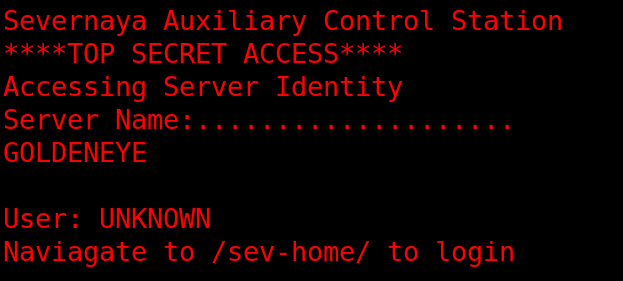 Severnaya Auxiliary Control Station
****TOP SECRET ACCESS****
Accessing Server Identity
Server Name:....................
GOLDENEYE
User: UNKNOWN
Naviagate to /sev-home/ to login